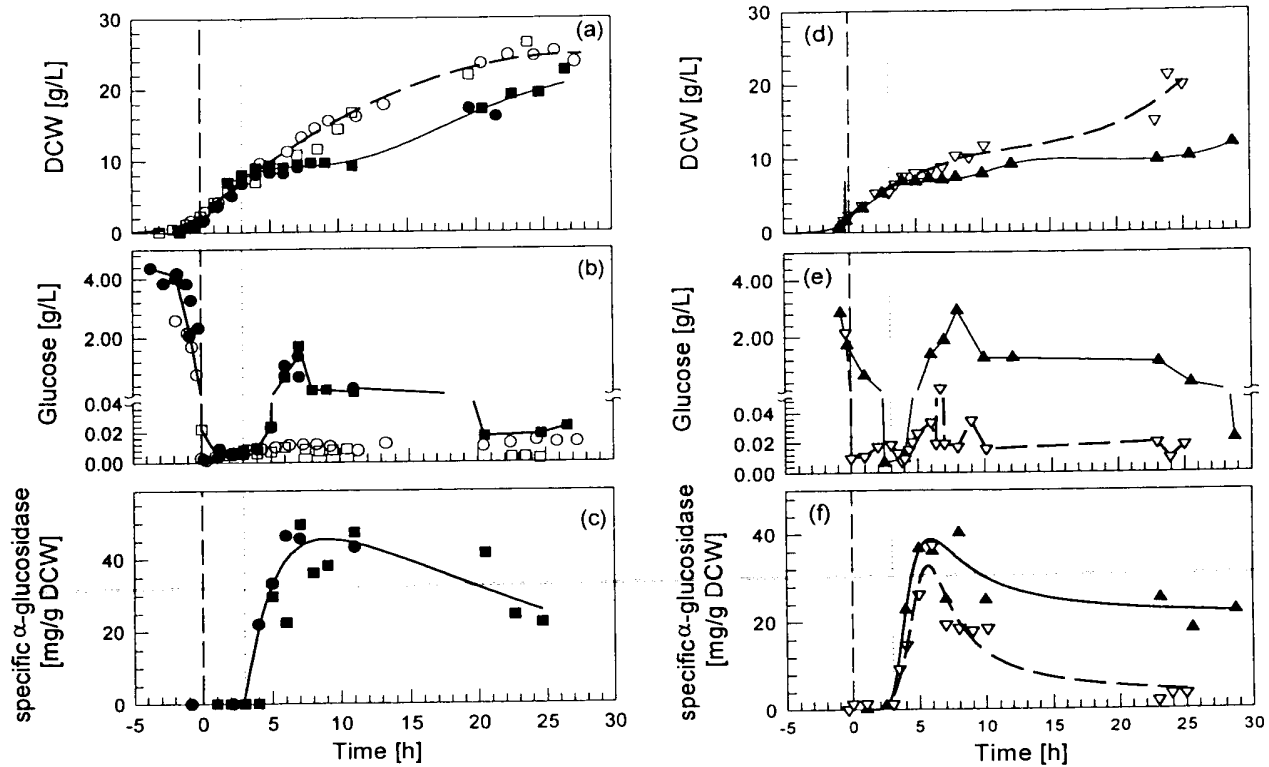 (a)
DCW [g/L]
30
20
10
0
(b)
Glucose [g/L]
4.00
2.00
0.04
0.02
0.00
(c)
specific α-glucosidase
[mg/g DCW]
40
20
0
-5 0 5 10 15 20 25 30
Time [h]
(d)
DCW [g/L]
30
20
10
0
(e)
Glucose [g/L]
4.00
2.00
0.04
0.02
0.00
(f)
specific α-glucosidase
[mg/g DCW]
40
20
0
-5 0 5 10 15 20 25 30
Time [h]